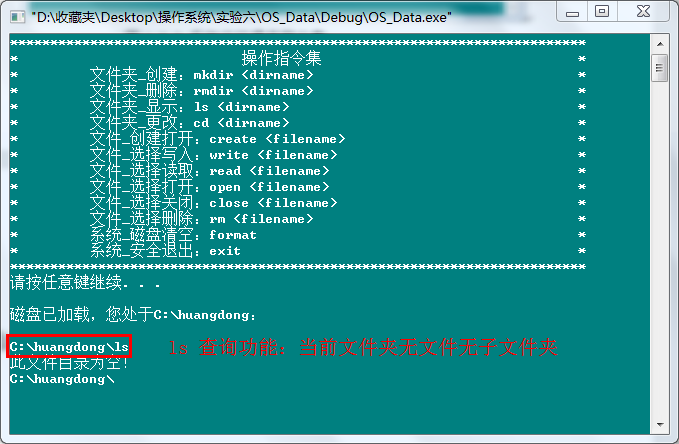 "D:\收藏夹\Desktop\操作系统\实验六\OS_Data\Debug\OS_Data.exe"
************************************************************************
* 操作指令集 *
* 文件夹_创建：mkdir <dirname> *
* 文件夹_删除：rmdir <dirname> *
* 文件夹_显示：ls <dirname> *
* 文件夹_更改：cd <dirname> *
* 文件_创建打开：create <filename> *
* 文件_选择写入：write <filename> *
* 文件_选择读取：read <filename> *
* 文件_选择打开：open <filename> *
* 文件_选择关闭：close <filename> *
* 文件_选择删除：rm <filename> *
* 系统_磁盘清空：format *
* 系统_安全退出：exit *
************************************************************************
请按任意键继续. . .
磁盘已加载，您处于C:\huangdong：
C:\huangdong\ls ls 查询功能：当前文件夹无文件无子文件夹
此文件目录为空！
C:\huangdong\